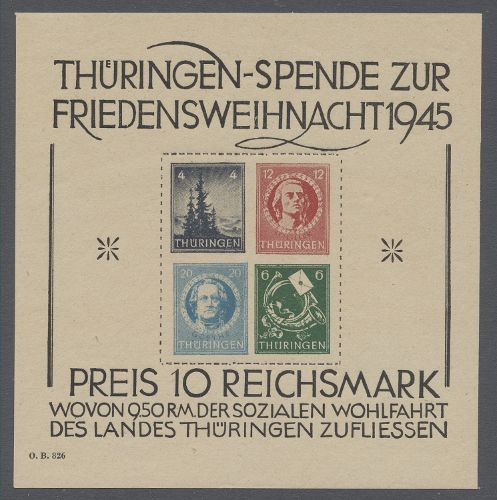 THÜRINGEN-SPENDE ZUR
FRIEDENSWEIHNACHT 1945
4 4
THÜRINGEN
12 12
THÜRINGEN
20 20
THÜRINGEN
6 6
THÜRINGEN
PREIS 10 REICHSMARK
WOVON 9.50 RM. DER SOZIALEN WOHLFAHRT
DES LANDES THÜRINGEN ZUFLIESSEN
O. B. 826